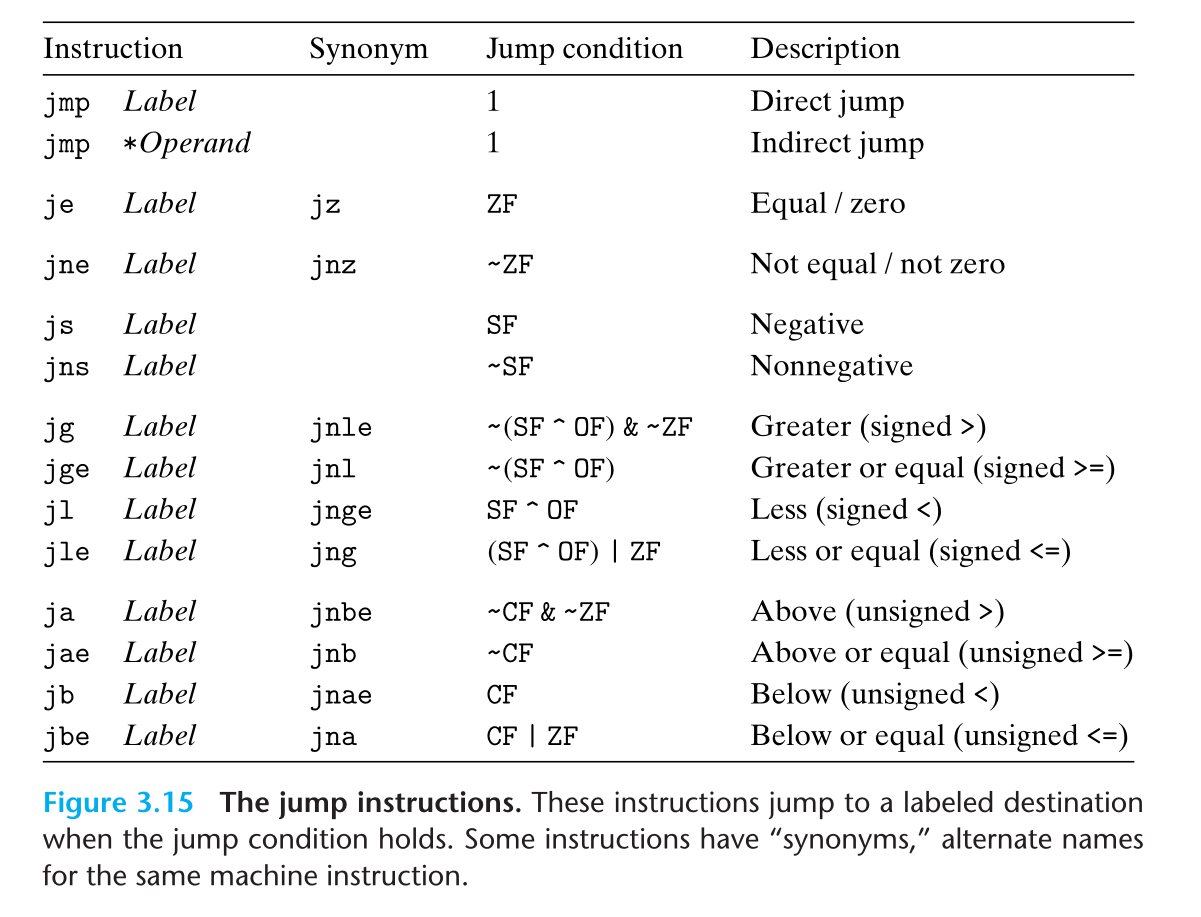 Instruction Synonym Jump condition Description
jmp Label 1 Direct jump
jmp *Operand 1 Indirect jump
je Label jz ZF Equal / zero
jne Label jnz ~ZF Not equal / not zero
js Label SF Negative
jns Label ~SF Nonnegative
jg Label jnle ~(SF ^ OF) & ~ZF Greater (signed >)
jge Label jnl ~(SF ^ OF) Greater or equal (signed >=)
jl Label jnge SF ^ OF Less (signed <)
jle Label jng (SF ^ OF) | ZF Less or equal (signed <=)
ja Label jnbe ~CF & ~ZF Above (unsigned >)
jae Label jnb ~CF Above or equal (unsigned >=)
jb Label jnae CF Below (unsigned <)
jbe Label jna CF | ZF Below or equal (unsigned <=)
Figure 3.15 The jump instructions. These instructions jump to a labeled destination
when the jump condition holds. Some instructions have “synonyms,” alternate names
for the same machine instruction.